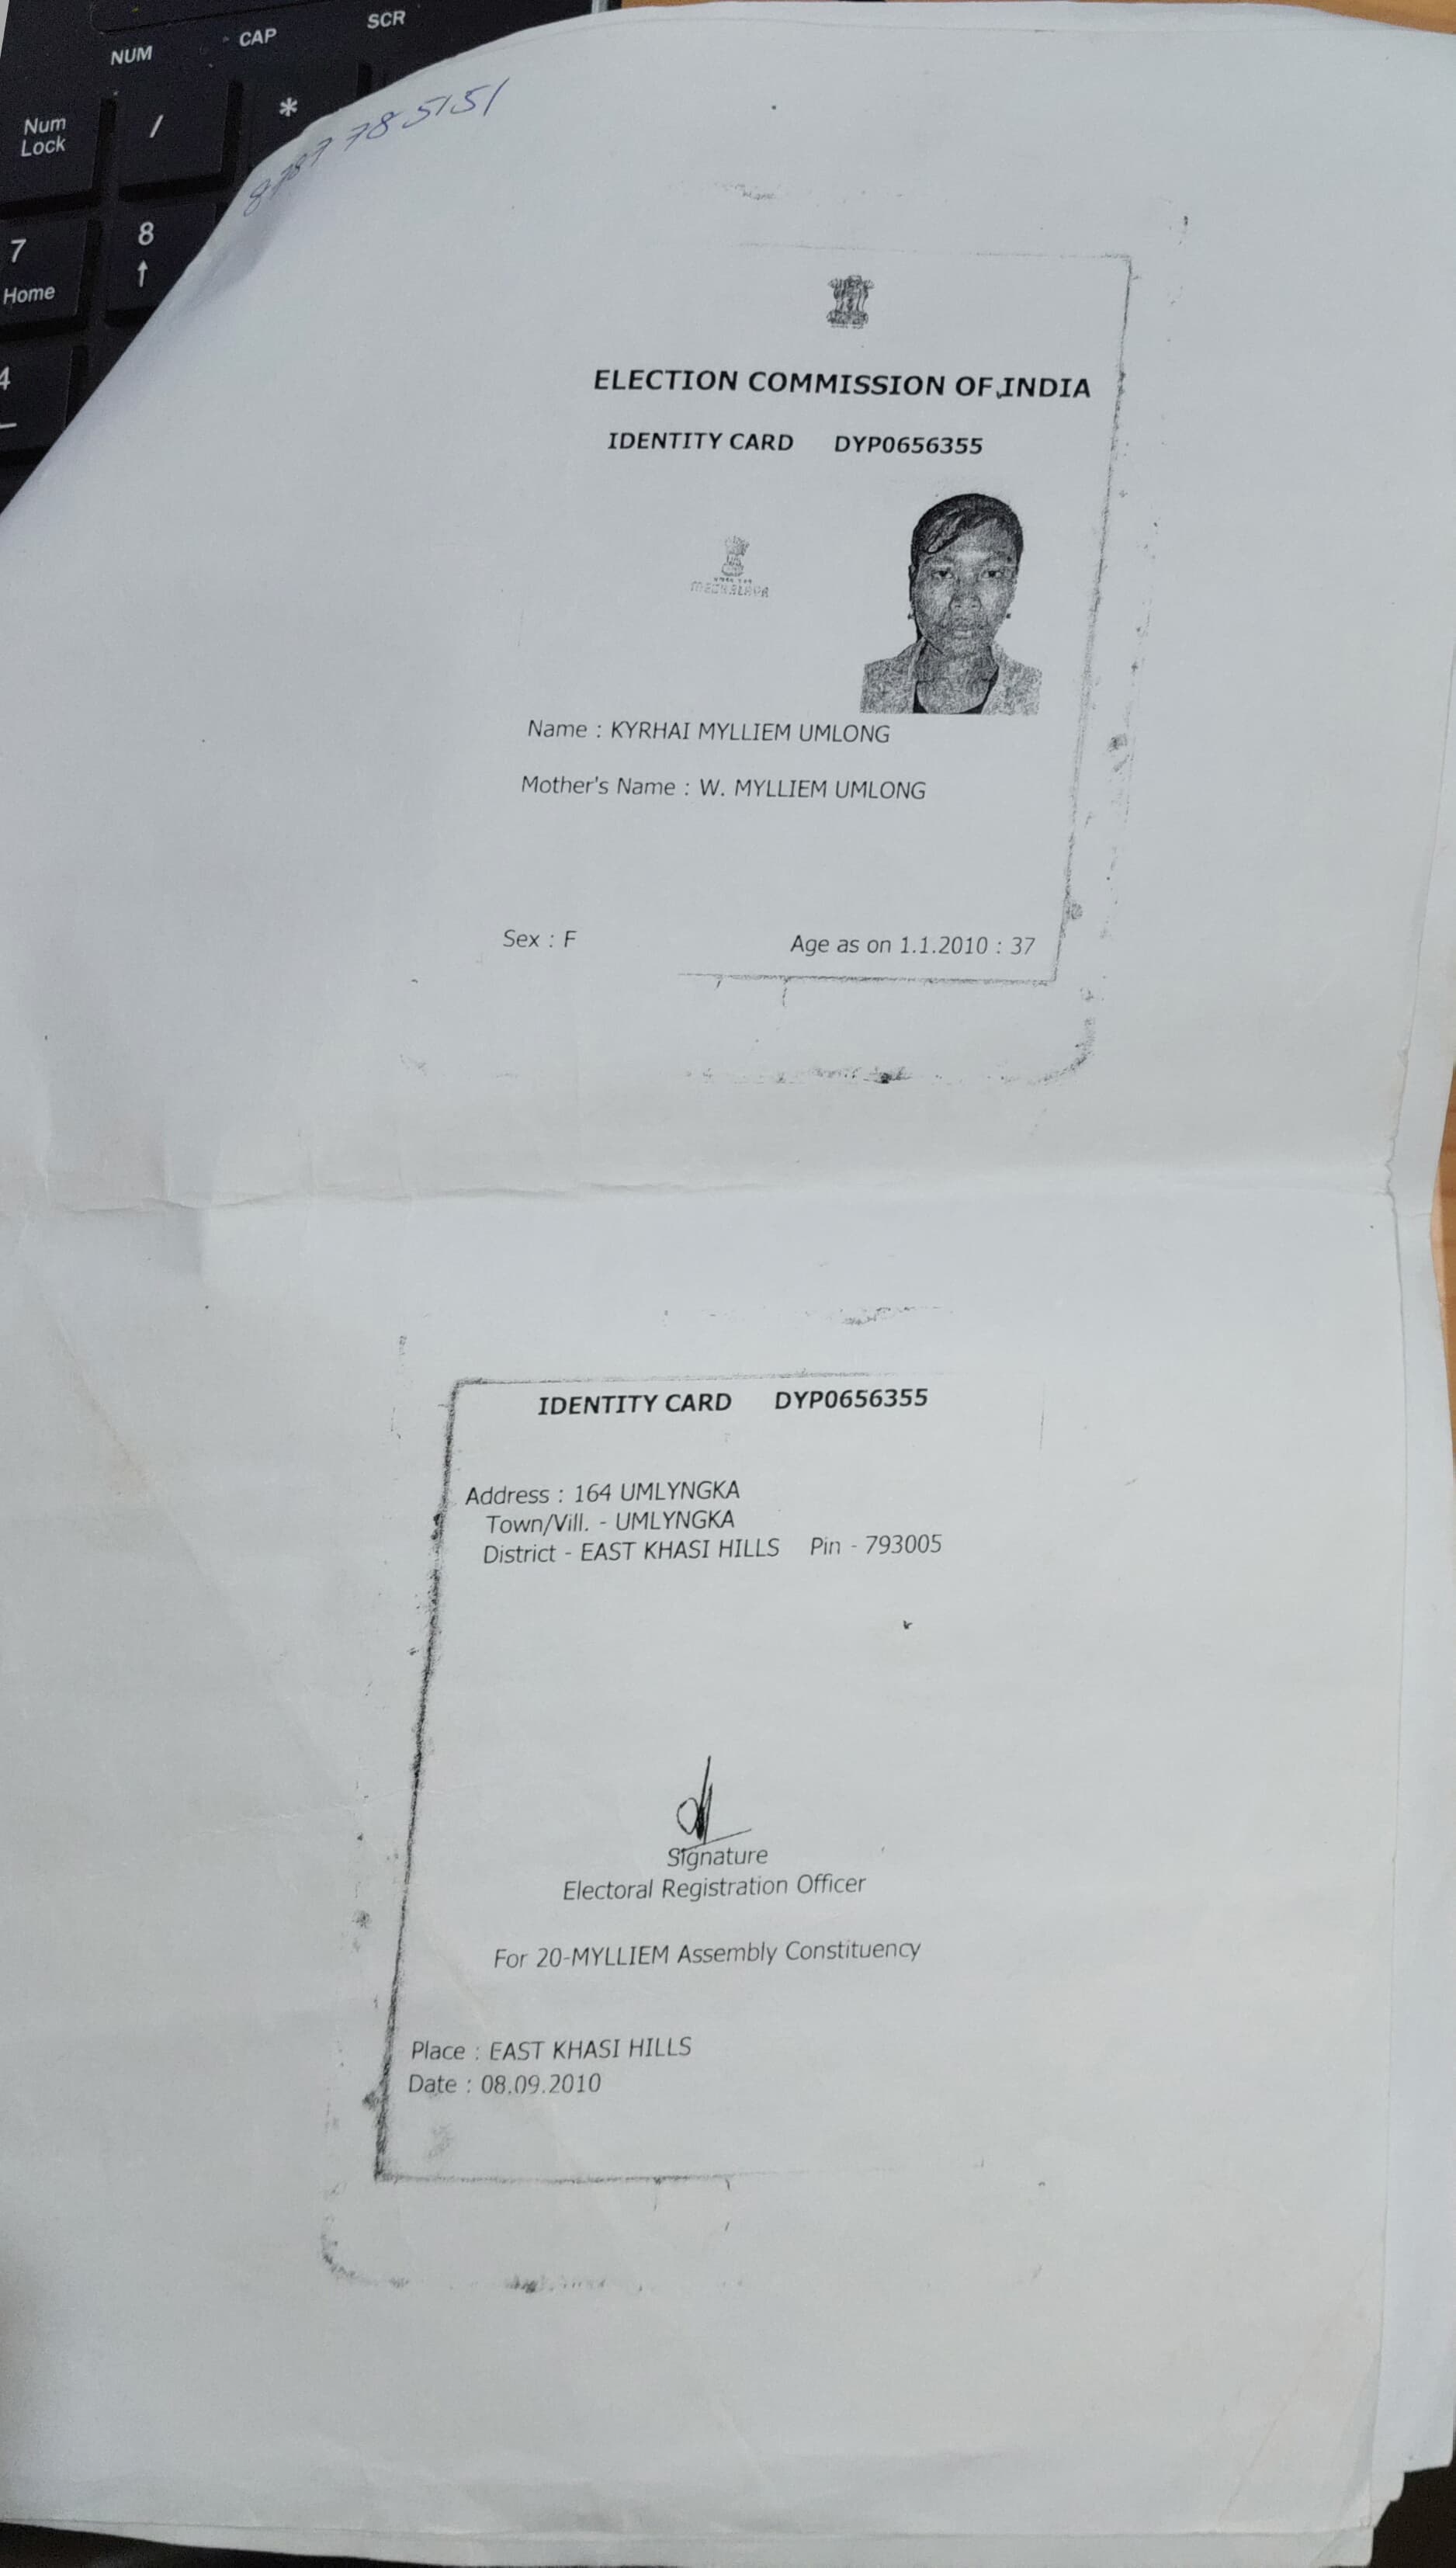 NUM CAP SCR
Num Lock / *
7 Home 8 ↑
4
8787785151
ELECTION COMMISSION OF INDIA
IDENTITY CARD DYP0656355
MEGHALAYA
Name : KYRHAI MYLLIEM UMLONG
Mother's Name : W. MYLLIEM UMLONG
Sex : F Age as on 1.1.2010 : 37
IDENTITY CARD DYP0656355
Address : 164 UMLYNGKA
Town/Vill. - UMLYNGKA
District - EAST KHASI HILLS Pin - 793005
Signature
Electoral Registration Officer
For 20-MYLLIEM Assembly Constituency
Place : EAST KHASI HILLS
Date : 08.09.2010